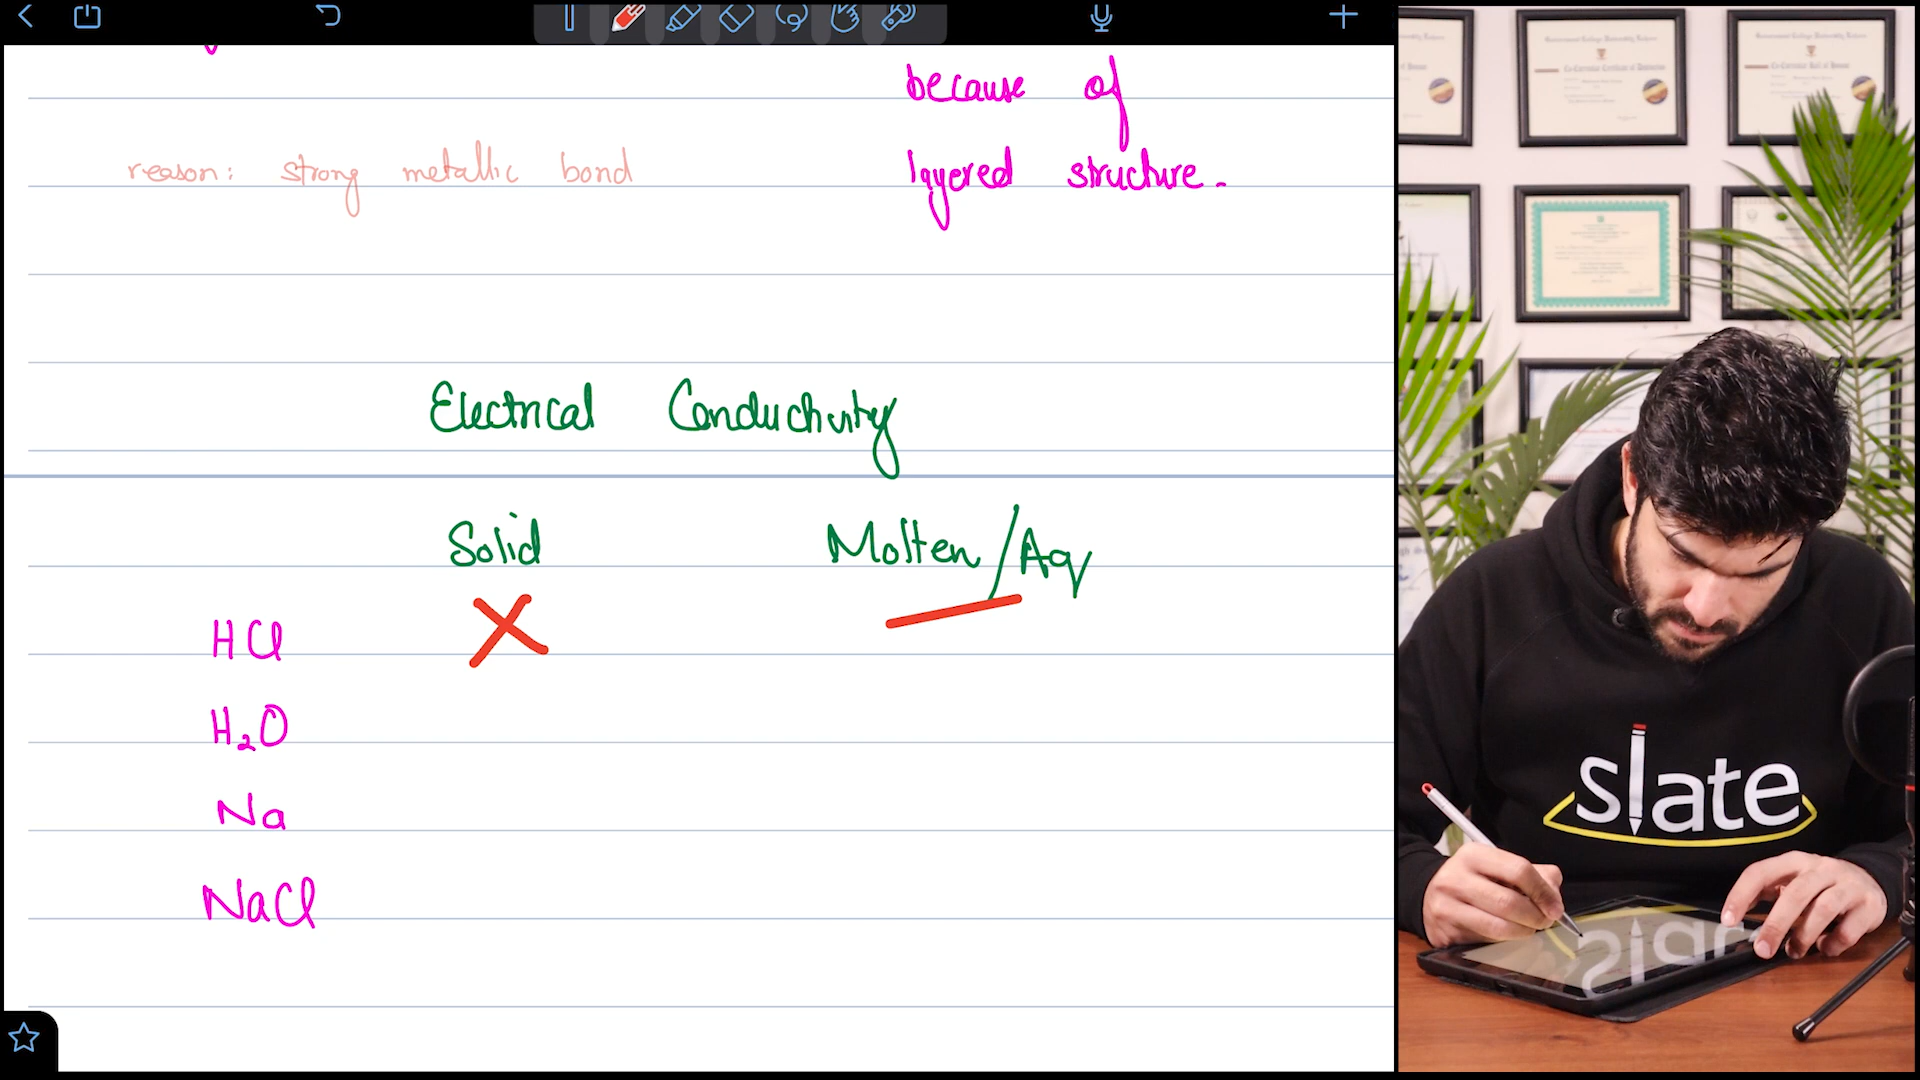 because of
reason: strong metallic bond
layered structure.
Electrical Conductivity
Solid Molten/Aq
HCl
H2O
Na
NaCl
slate